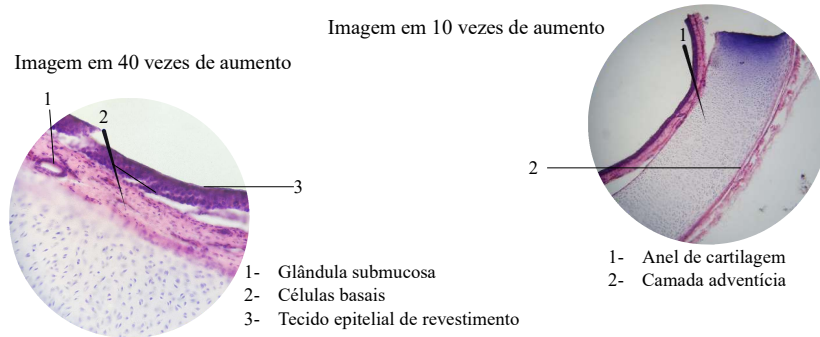 Imagem em 40 vezes de aumento
1
2
3
1- Glândula submucosa
2- Células basais
3- Tecido epitelial de revestimento
Imagem em 10 vezes de aumento
1
2
1- Anel de cartilagem
2- Camada adventícia